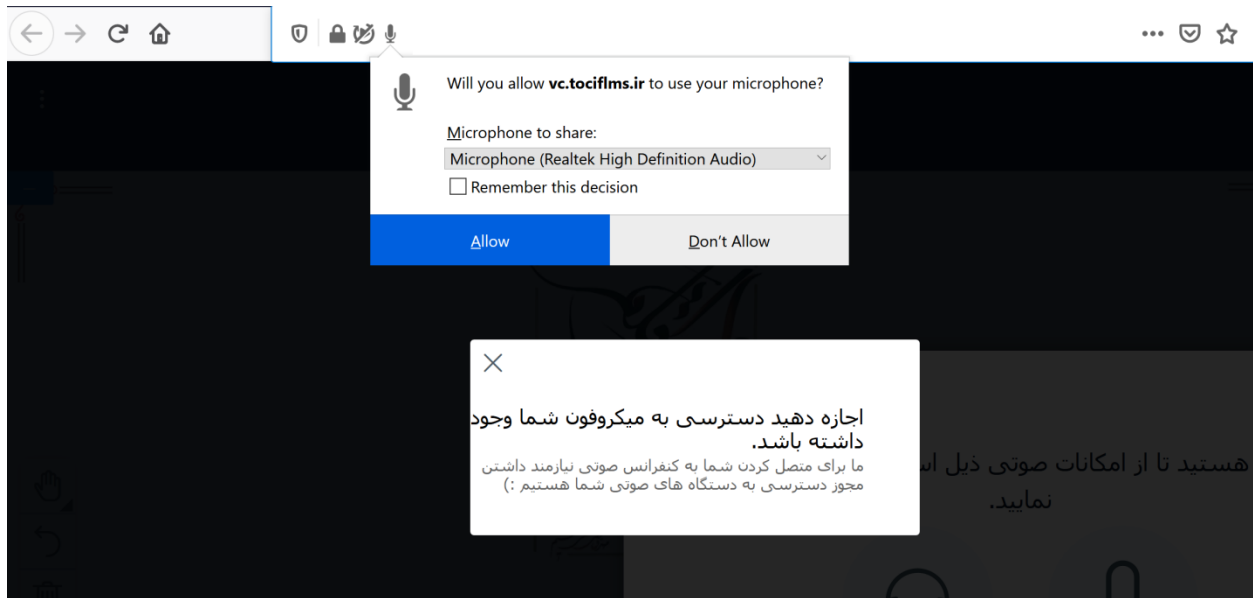 Will you allow vc.tociflms.ir to use your microphone?
Microphone to share:
Microphone (Realtek High Definition Audio)
Remember this decision
Allow
Don't Allow
اجازه دهید دسترسی به میکروفون شما وجود
داشته باشد.
ما برای متصل کردن شما به کنفرانس صوتی نیازمند داشتن
مجوز دسترسی به دستگاه های صوتی شما هستیم :)
هستید تا از امکانات صوتی ذیل
نمایید.